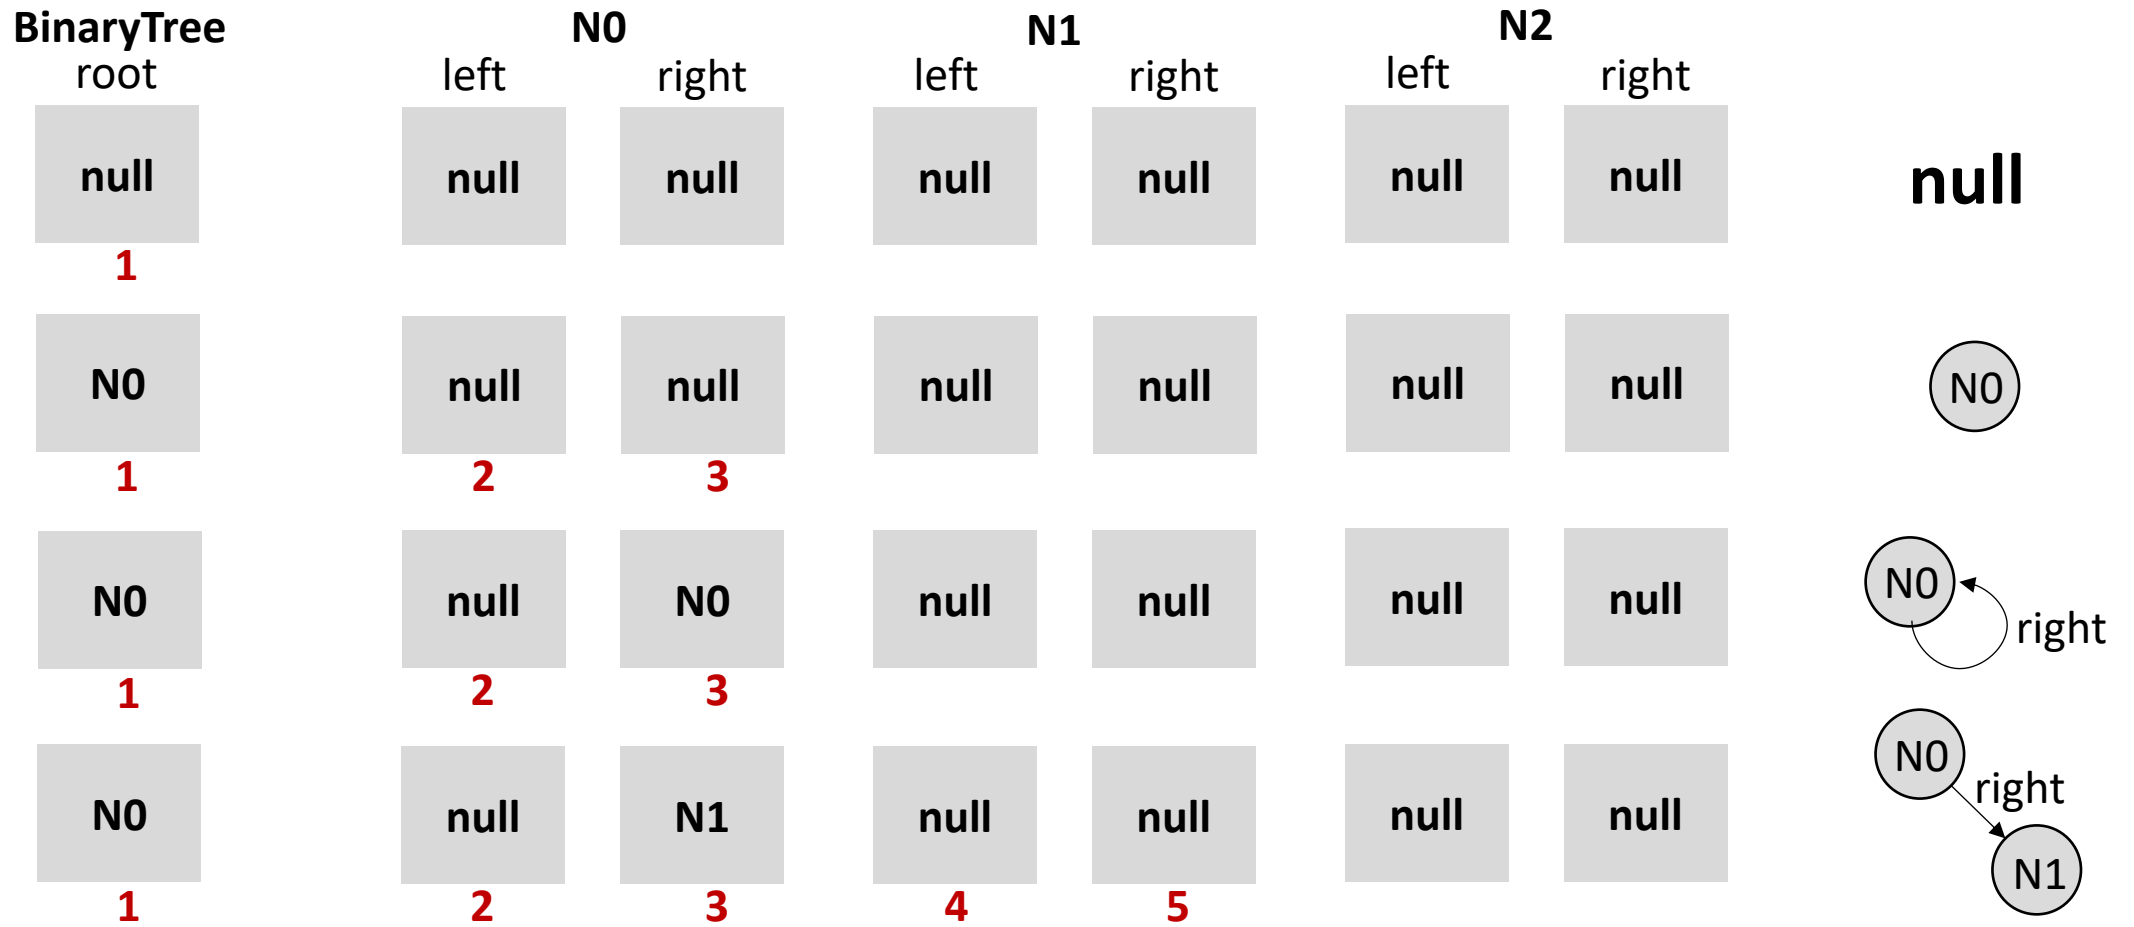 BinaryTree N0 N1 N2
root left right left right left right
null null null null null null null null
1
N0 null null null null null null N0
1 2 3
N0 null N0 null null null null N0
right
1 2 3
N0 null N1 null null null null N0
right
N1
1 2 3 4 5